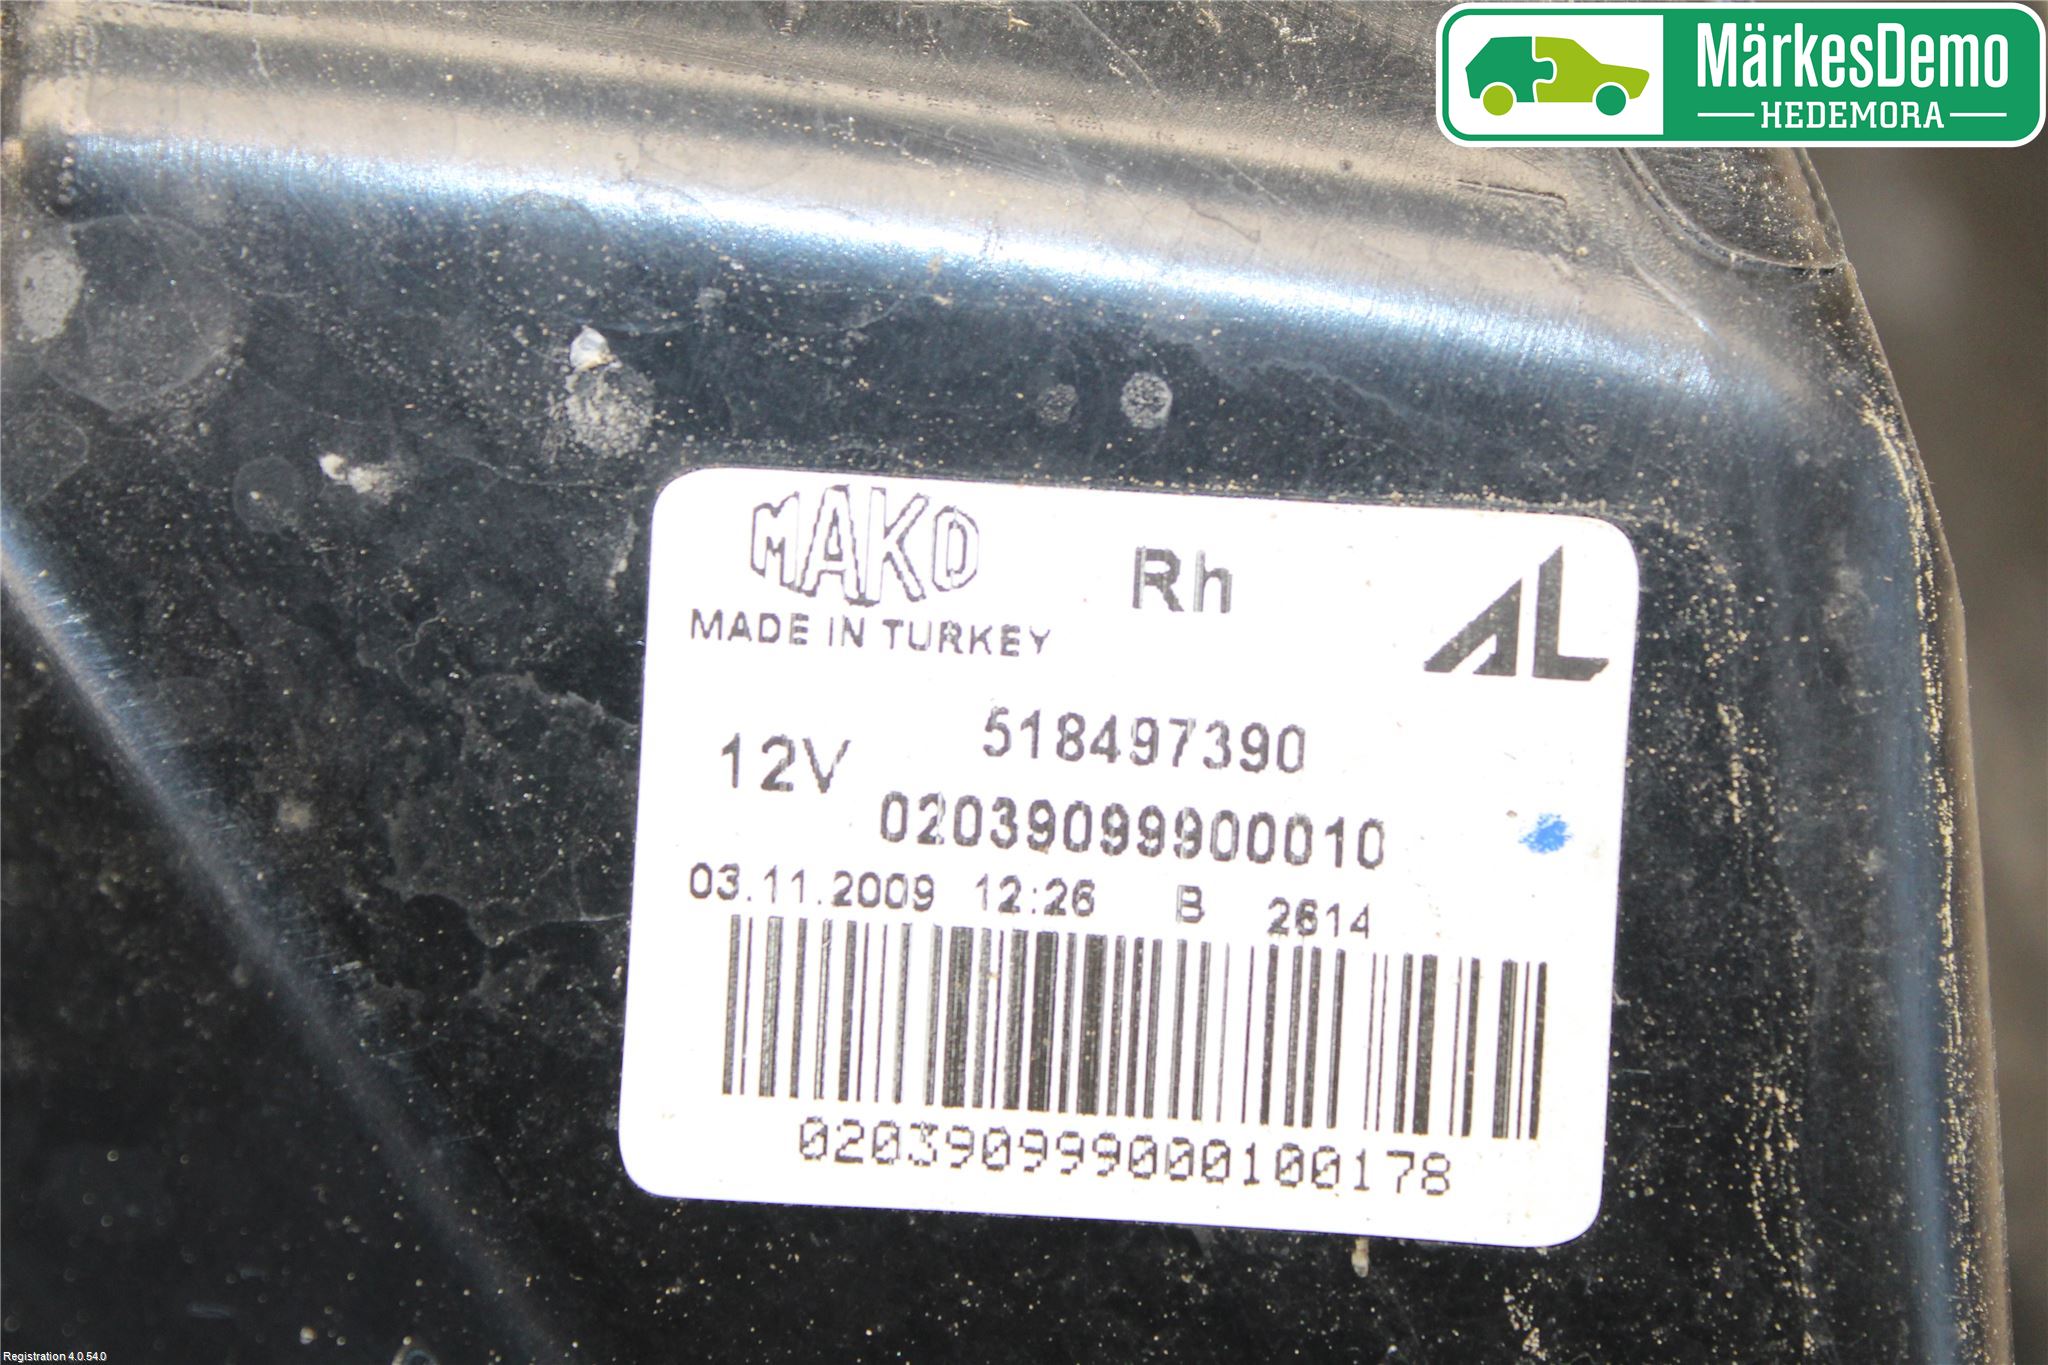 MärkesDemo
HEDEMORA
MAKO
Rh
AL
MADE IN TURKEY
518497390
12V
02039099900010
03.11.2009 12:26 B 2614
020390999000100178
Registration 4.0.54.0